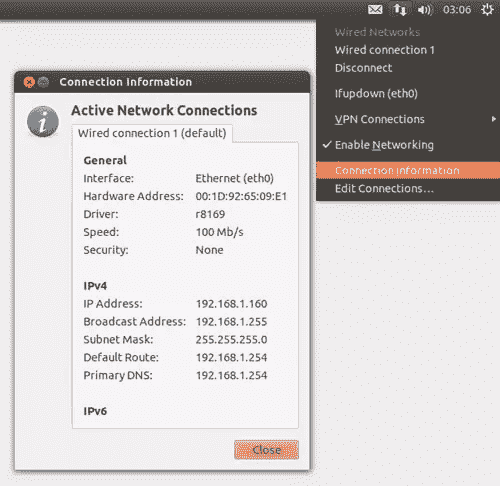 03:06
Wired Networks
Wired connection 1
Disconnect
Ifupdown (eth0)
VPN Connections
Enable Networking
Connection Information
Edit Connections...
Connection Information
Active Network Connections
Wired connection 1 (default)
General
Interface: Ethernet (eth0)
Hardware Address: 00:1D:92:65:09:E1
Driver: r8169
Speed: 100 Mb/s
Security: None
IPv4
IP Address: 192.168.1.160
Broadcast Address: 192.168.1.255
Subnet Mask: 255.255.255.0
Default Route: 192.168.1.254
Primary DNS: 192.168.1.254
IPv6
Close